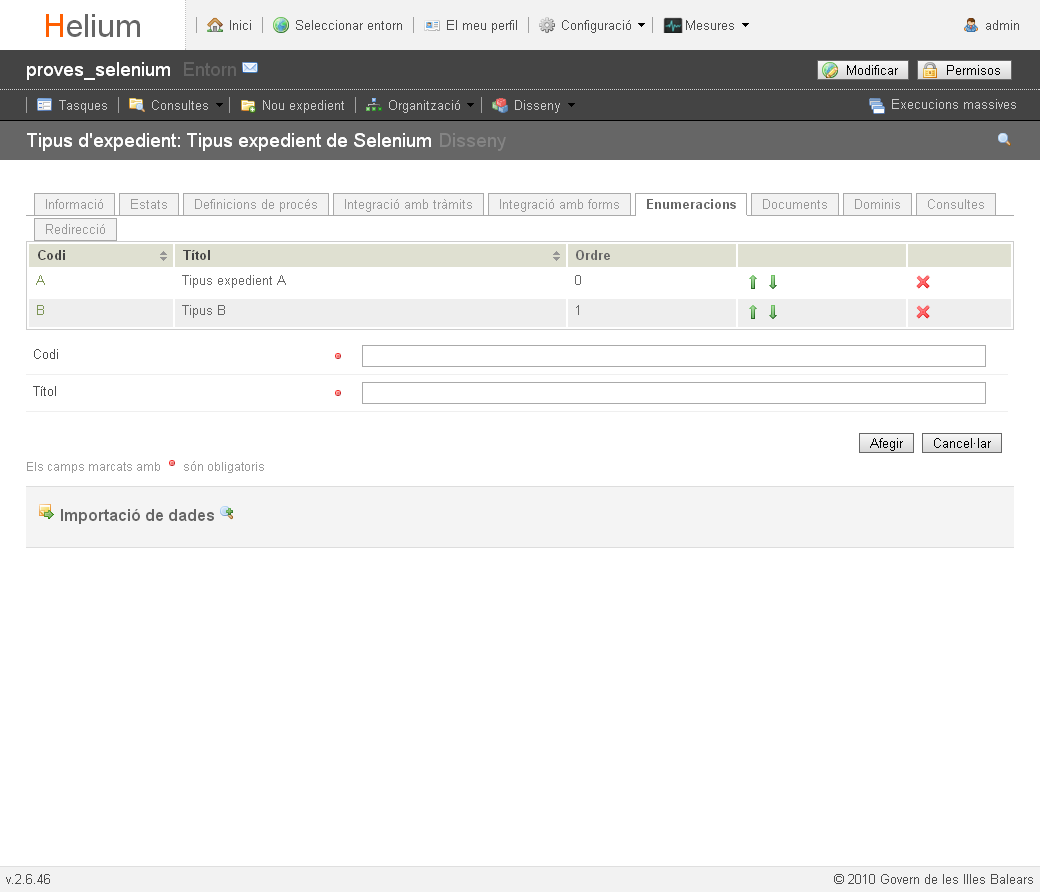 Helium Inici Seleccionar entorn El meu perfil Configuració Mesures admin
proves_selenium Entorn Modificar Permisos
Tasques Consultes Nou expedient Organització Disseny Execucions massives
Tipus d'expedient: Tipus expedient de Selenium Disseny
Informació Estats Definicions de procés Integració amb tràmits Integració amb forms Enumeracions Documents Dominis Consultes
Redirecció
Codi Títol Ordre
A Tipus expedient A 0
B Tipus B 1
Codi
Títol
Afegir Cancel·lar
Els camps marcats amb són obligatoris
Importació de dades
v.2.6.46 © 2010 Govern de les Illes Balears